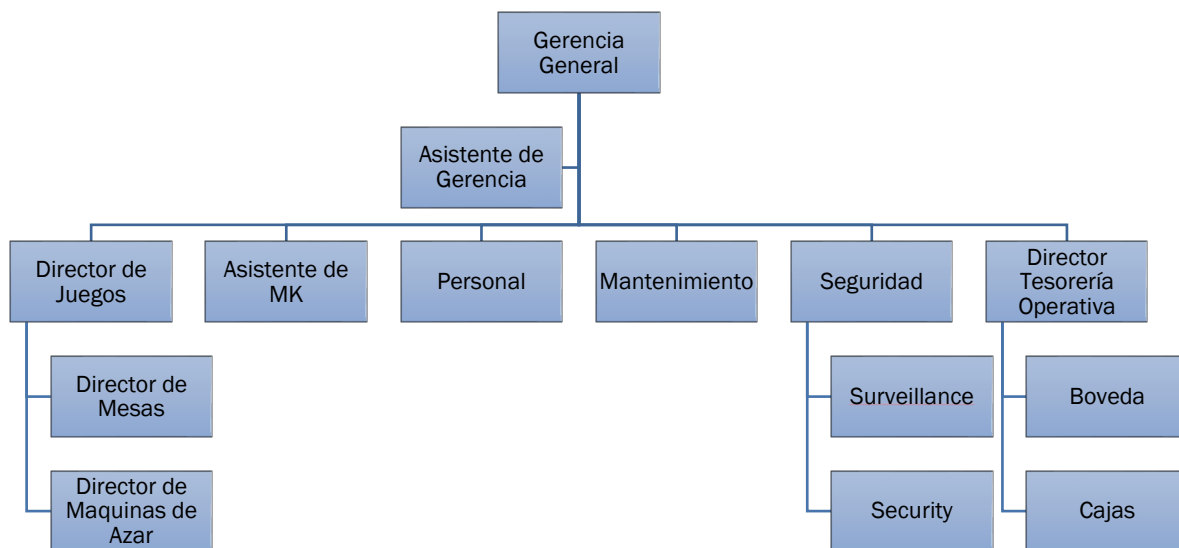 Gerencia
General
Asistente de
Gerencia
Director de
Juegos
Asistente de
MK
Personal
Mantenimiento
Seguridad
Director
Tesorería
Operativa
Director de
Mesas
Surveillance
Boveda
Director de
Maquinas de
Azar
Security
Cajas